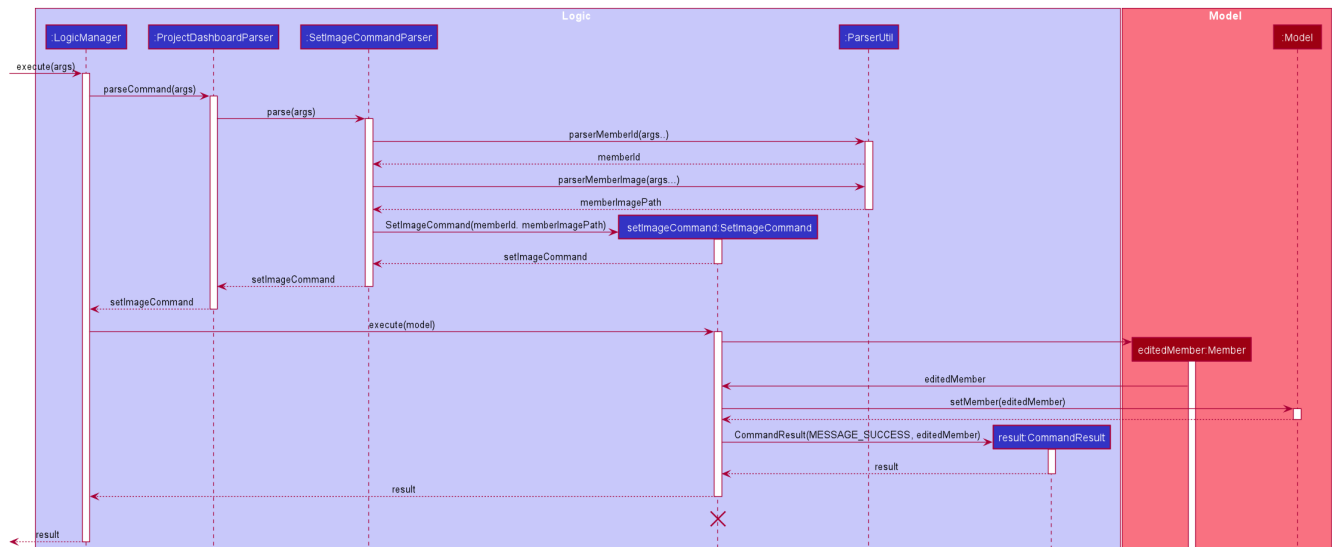 Logic
Model
:LogicManager
:ProjectDashboardParser
:SetImageCommandParser
:ParserUtil
:Model
execute(args)
parseCommand(args)
parse(args)
parserMemberId(args..)
memberId
parserMemberImage(args...)
memberImagePath
SetImageCommand(memberId. memberImagePath)
setImageCommand:SetImageCommand
setImageCommand
setImageCommand
setImageCommand
execute(model)
editedMember:Member
editedMember
setMember(editedMember)
CommandResult(MESSAGE_SUCCESS, editedMember)
result:CommandResult
result
result
result